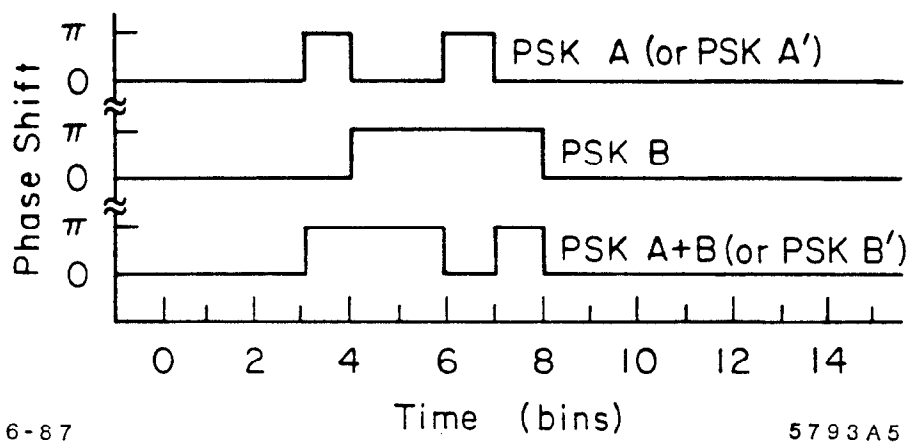 π
0
PSK A (or PSK A′)
π
0
PSK B
π
0
PSK A+B (or PSK B′)
Phase Shift
0 2 4 6 8 10 12 14
Time (bins)
6-87
5793A5